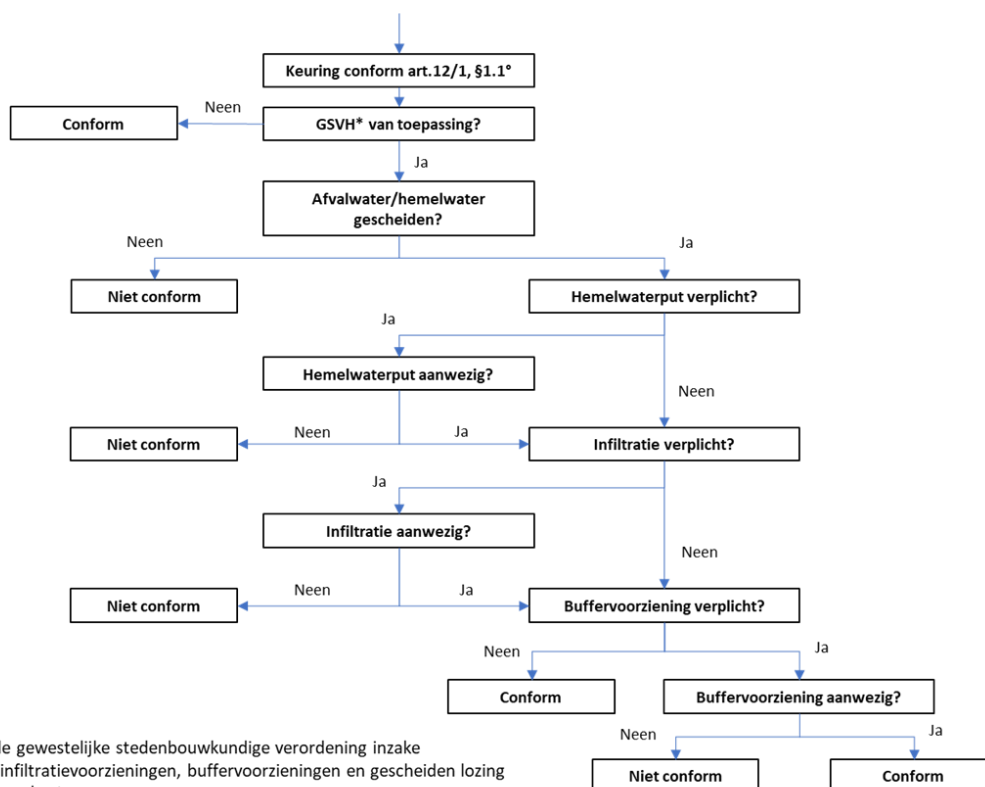 Keuring conform art.12/1, §1.1°
Neen
Conform
GSVH* van toepassing?
Ja
Afvalwater/hemelwater
gescheiden?
Neen
Ja
Niet conform
Hemelwaterput verplicht?
Ja
Hemelwaterput aanwezig?
Neen
Niet conform
Neen
Ja
Infiltratie verplicht?
Ja
Infiltratie aanwezig?
Neen
Niet conform
Neen
Ja
Buffervoorziening verplicht?
Neen
Ja
Conform
Buffervoorziening aanwezig?
gewestelijke stedenbouwkundige verordening inzake
infiltratievoorzieningen, buffervoorzieningen en gescheiden lozing
Neen
Ja
Niet conform
Conform